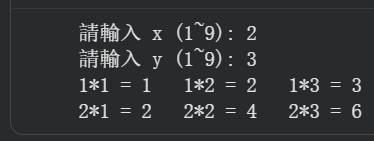 請輸入 x (1~9): 2
請輸入 y (1~9): 3
1*1 = 1   1*2 = 2   1*3 = 3
2*1 = 2   2*2 = 4   2*3 = 6